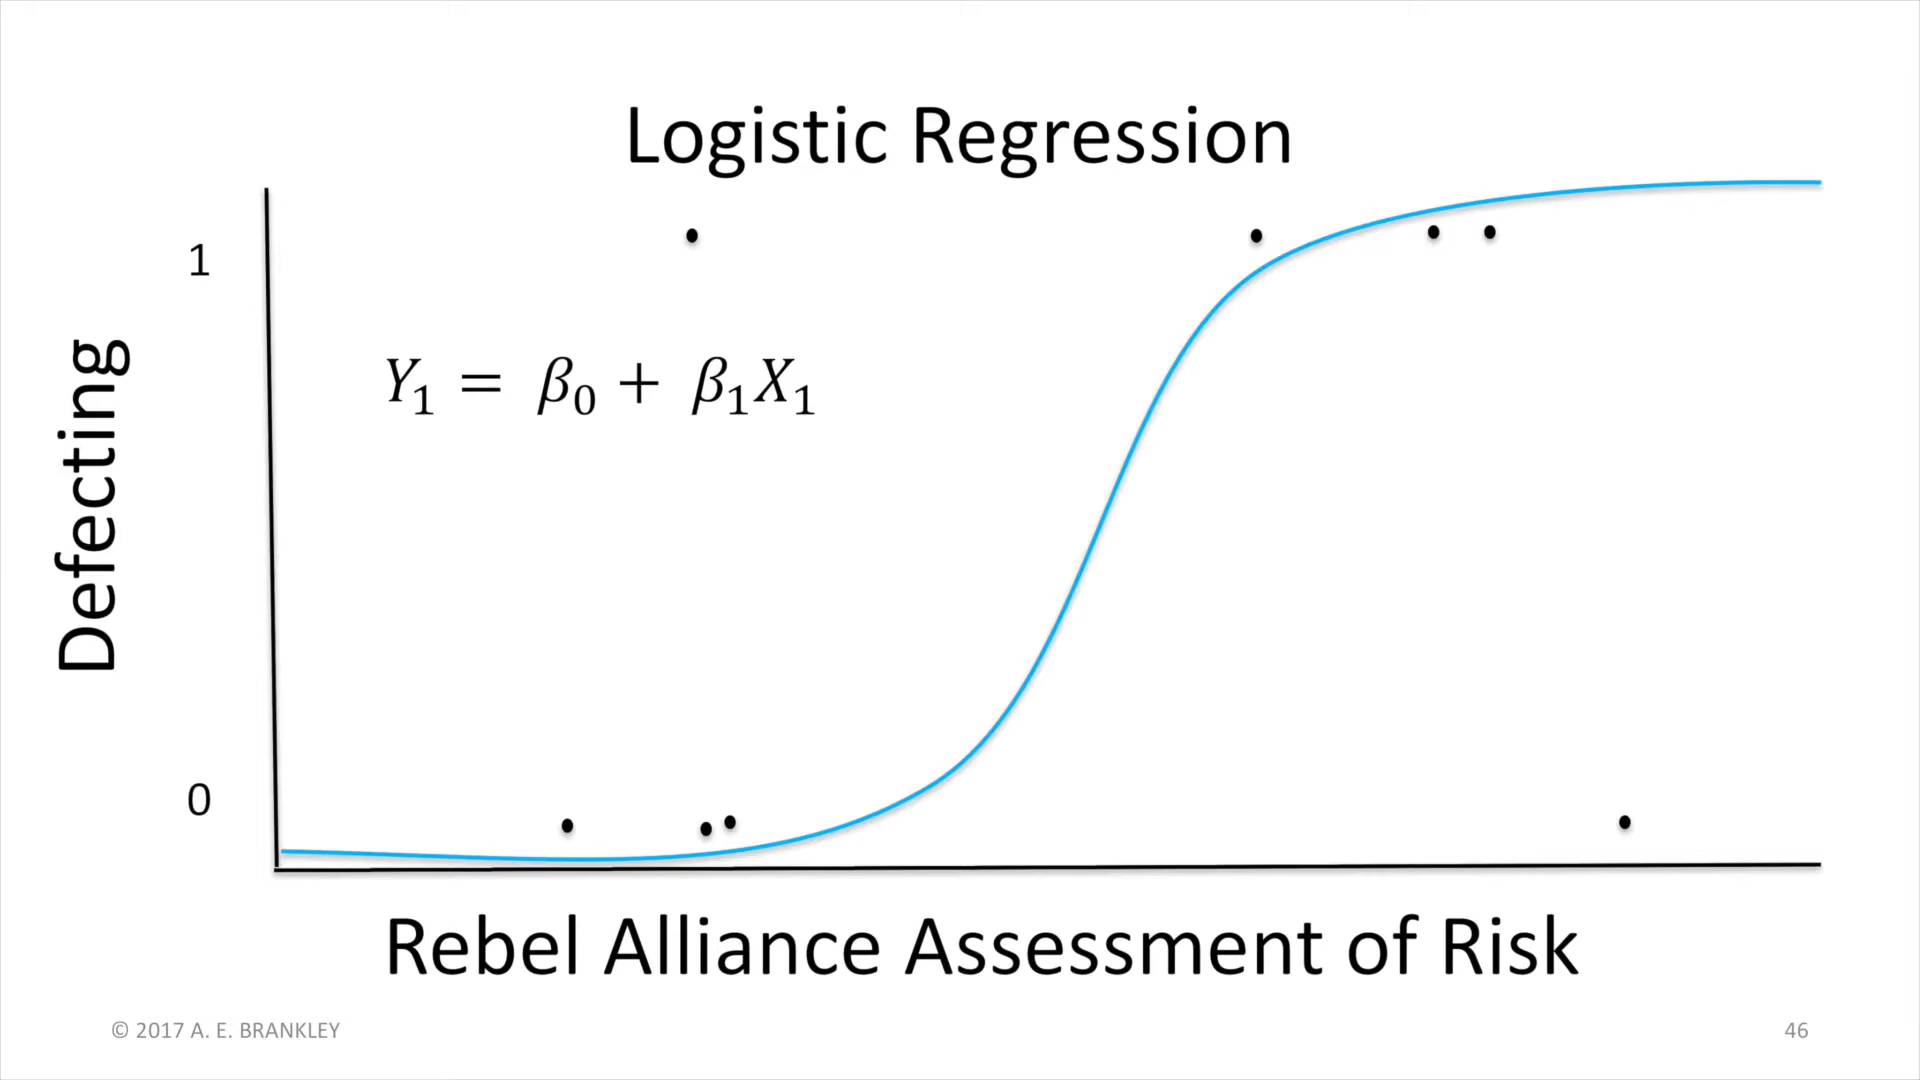 Logistic Regression
1
Y₁ = β₀ + β₁X₁
Defecting
0
Rebel Alliance Assessment of Risk
© 2017 A. E. BRANKLEY
46